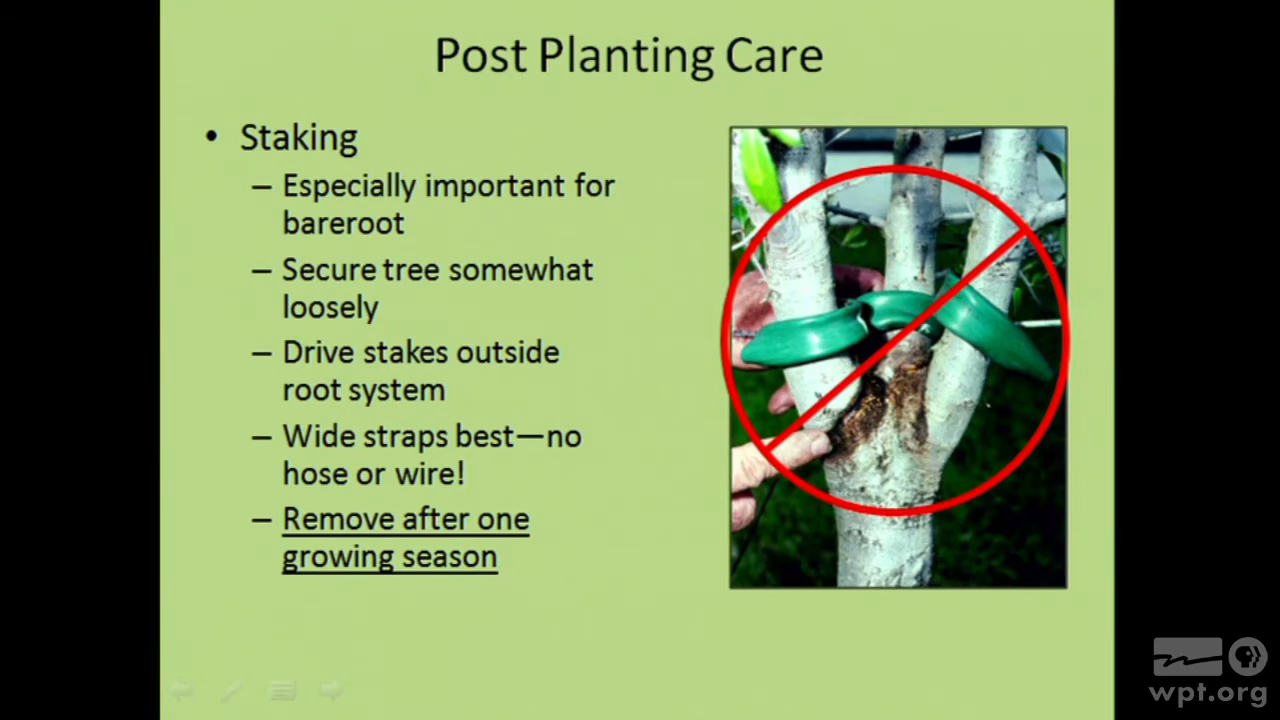 Post Planting Care
• Staking
– Especially important for
bareroot
– Secure tree somewhat
loosely
– Drive stakes outside
root system
– Wide straps best—no
hose or wire!
– Remove after one
growing season
wpt.org